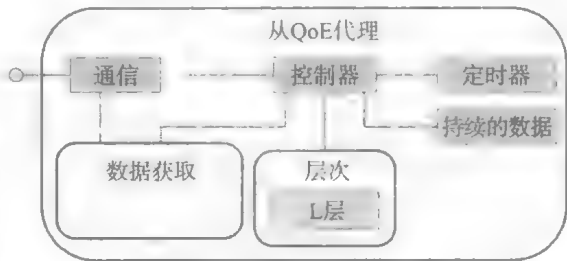 从QoE代理
通信
控制器
定时器
持续的数据
数据获取
层次
L层